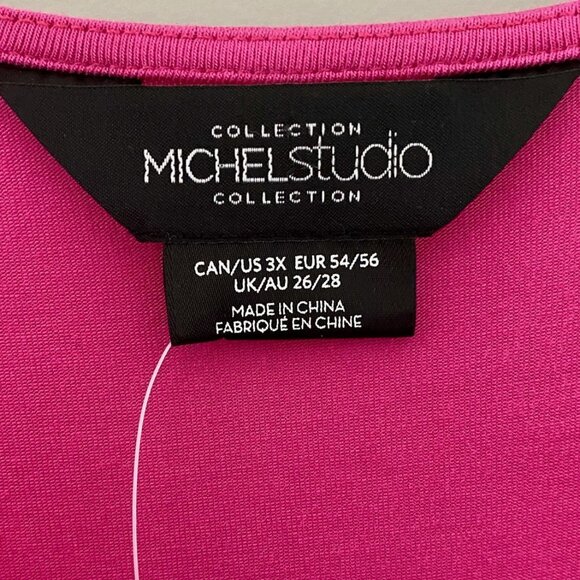 COLLECTION
MICHELstudio
COLLECTION
CAN/US 3X EUR 54/56
UK/AU 26/28
MADE IN CHINA
FABRIQUÉ EN CHINE